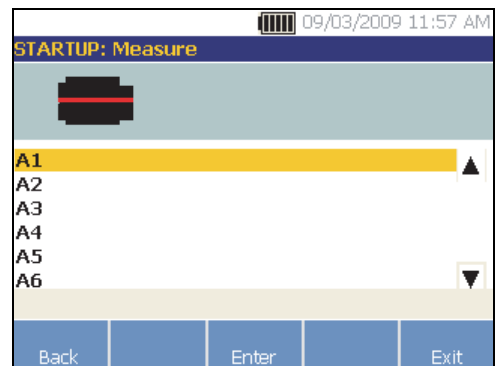 09/03/2009 11:57 AM
STARTUP: Measure
A1
A2
A3
A4
A5
A6
Back Enter Exit